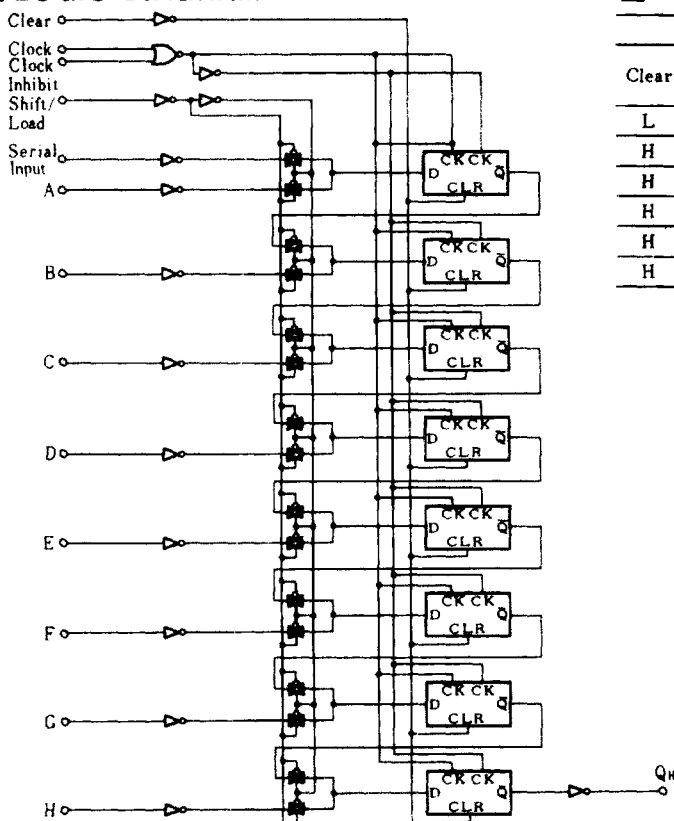 Clear
Clock
Clock
Inhibit
Shift/
Load
Serial
Input
A
B
C
D
E
F
G
H
CK CK
D Q̅
CLR
CK CK
D Q̅
CLR
CK CK
D Q̅
CLR
CK CK
D Q̅
CLR
CK CK
D Q̅
CLR
CK CK
D Q̅
CLR
CK CK
D Q̅
CLR
CK CK
D Q̅
CLR
QH
Clear
L
H
H
H
H
H